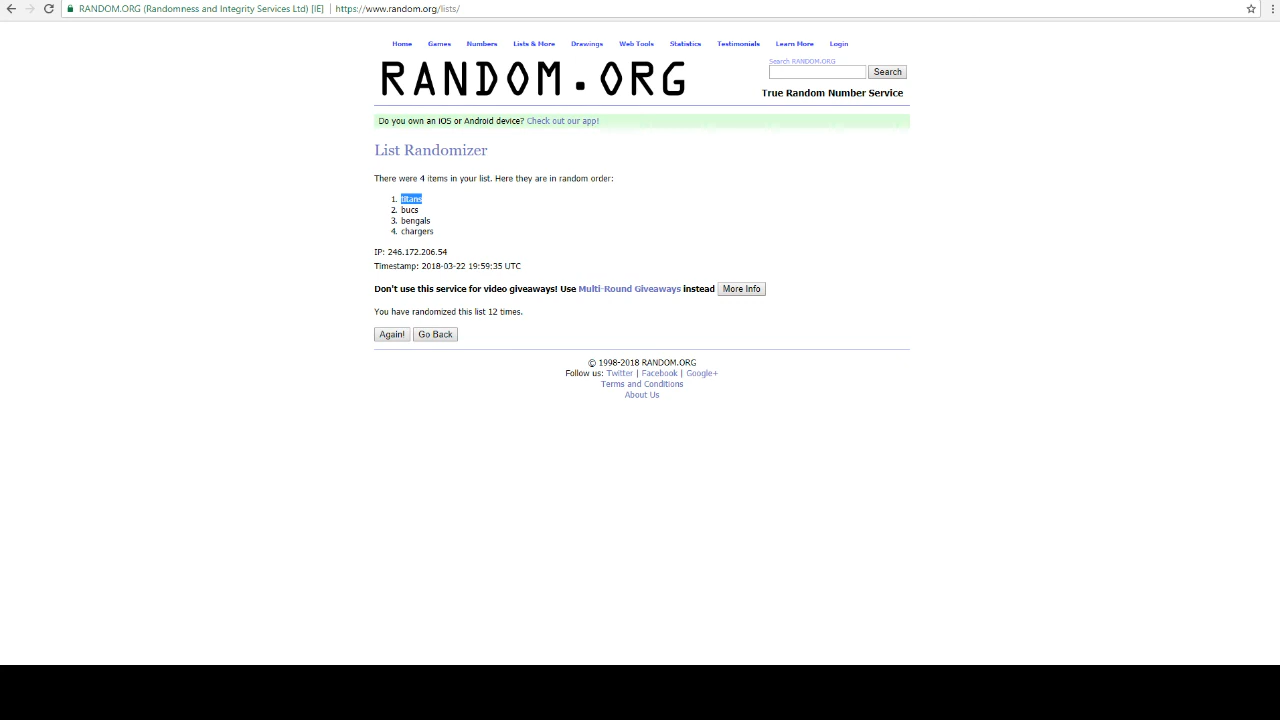 RANDOM.ORG (Randomness and Integrity Services Ltd) [IE] | https://www.random.org/lists/
Home Games Numbers Lists & More Drawings Web Tools Statistics Testimonials Learn More Login
RANDOM.ORG
Search RANDOM.ORG
Search
True Random Number Service
Do you own an iOS or Android device? Check out our app!
List Randomizer
There were 4 items in your list. Here they are in random order:
1. titans
2. bucs
3. bengals
4. chargers
IP: 246.172.206.54
Timestamp: 2018-03-22 19:59:35 UTC
Don't use this service for video giveaways! Use Multi-Round Giveaways instead More Info
You have randomized this list 12 times.
Again! Go Back
© 1998-2018 RANDOM.ORG
Follow us: Twitter | Facebook | Google+
Terms and Conditions
About Us